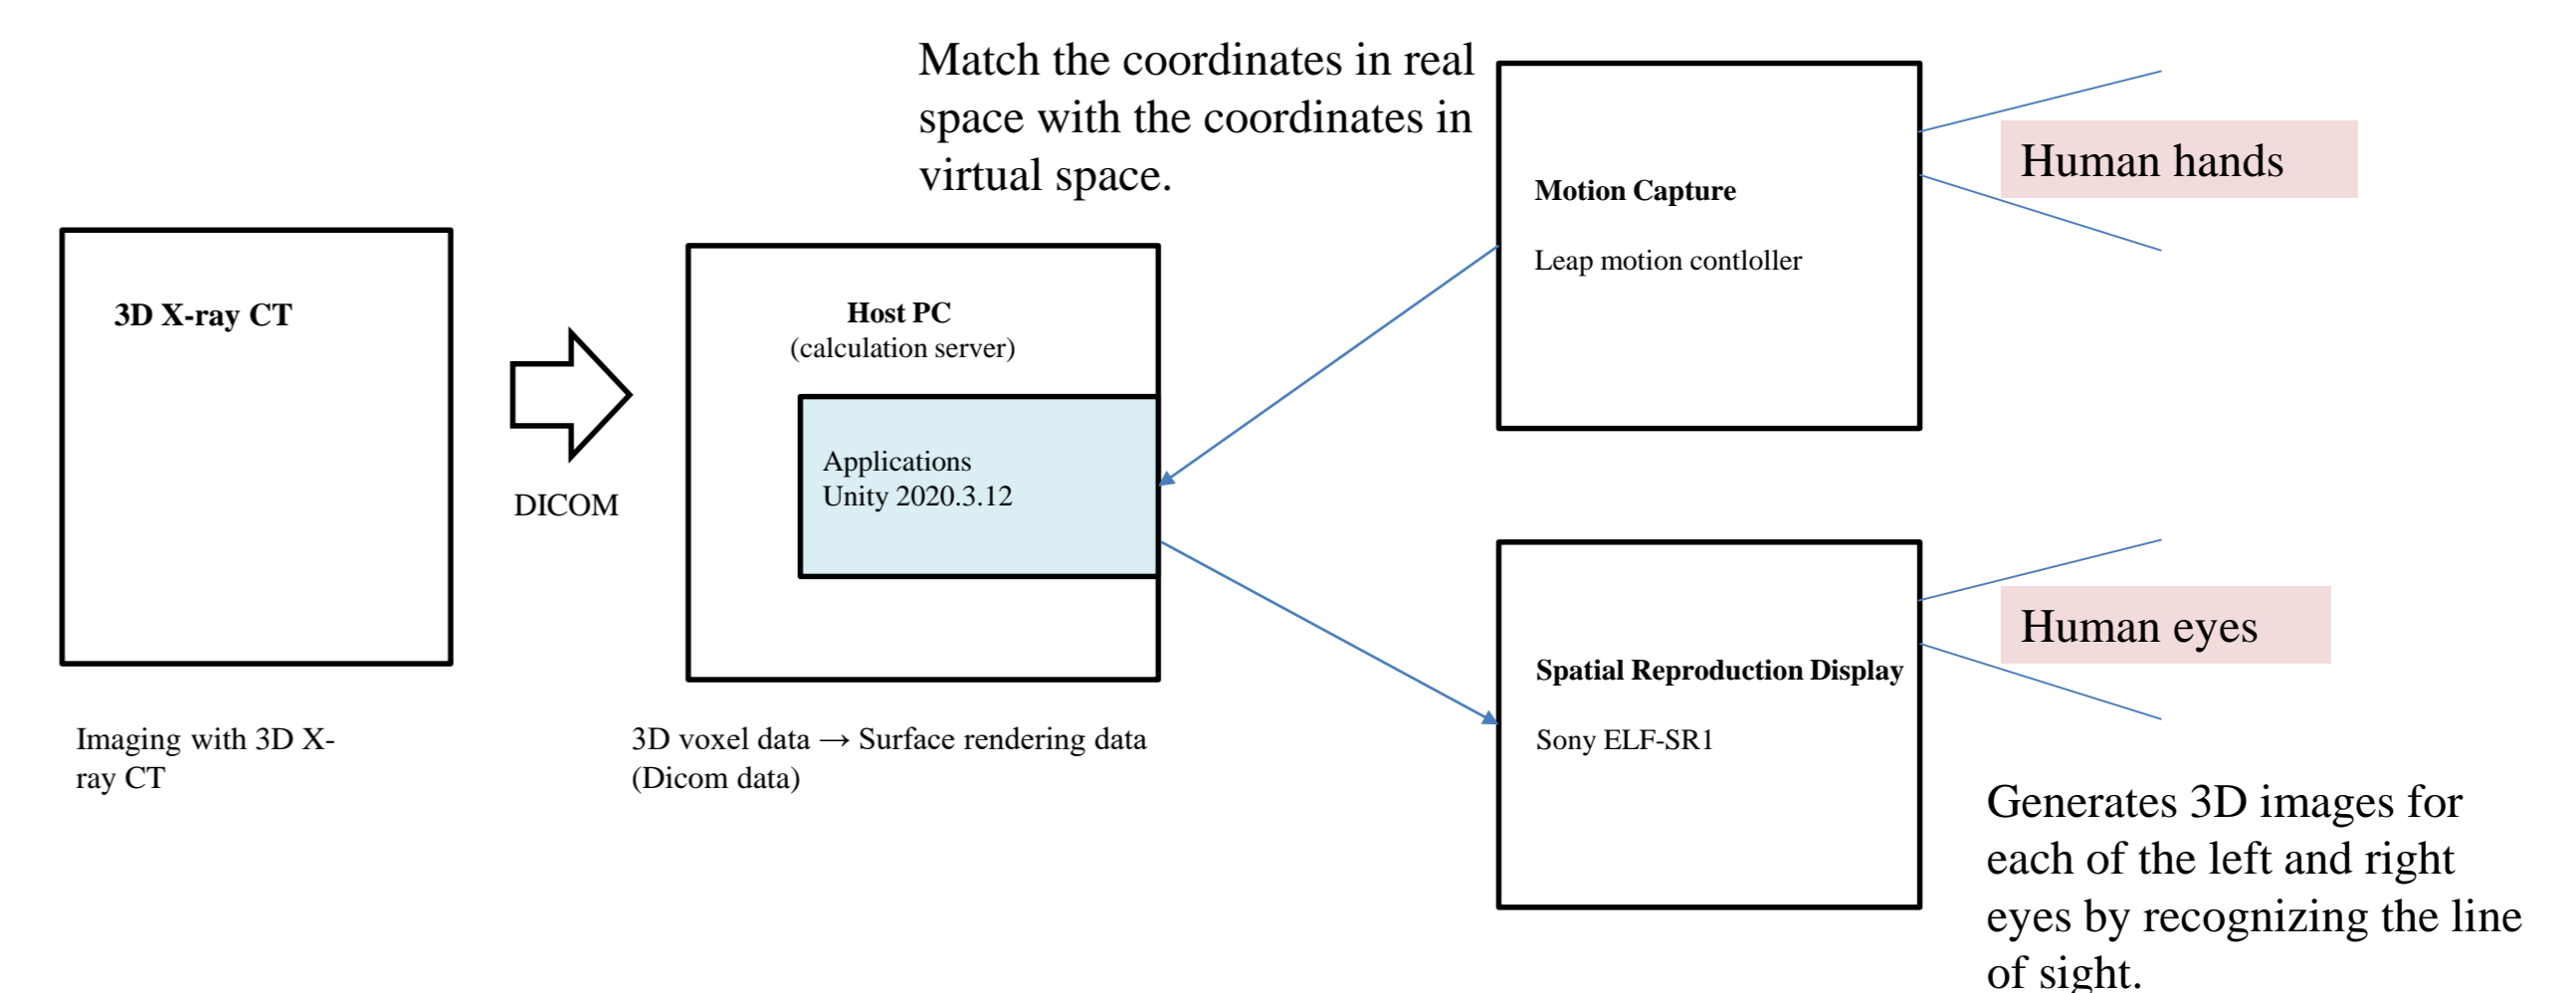 Match the coordinates in real
space with the coordinates in
virtual space.
3D X-ray CT
DICOM
Imaging with 3D X-
ray CT
Host PC
(calculation server)
Applications
Unity 2020.3.12
3D voxel data → Surface rendering data
(Dicom data)
Motion Capture
Leap motion contloller
Human hands
Spatial Reproduction Display
Sony ELF-SR1
Human eyes
Generates 3D images for
each of the left and right
eyes by recognizing the line
of sight.